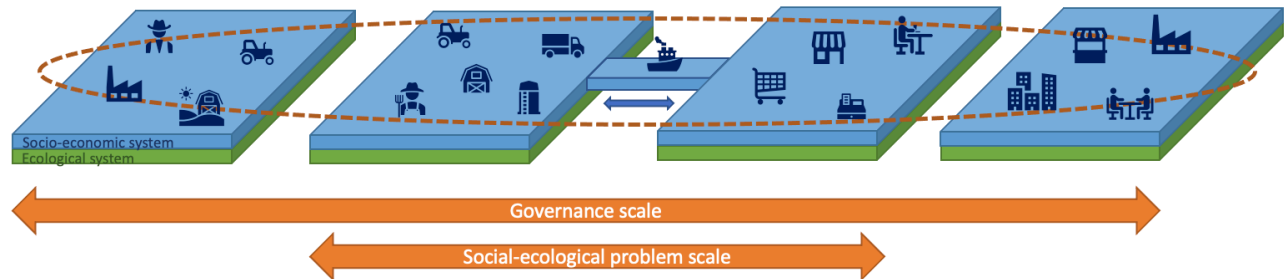 Socio-economic system
Ecological system
Governance scale
Social-ecological problem scale